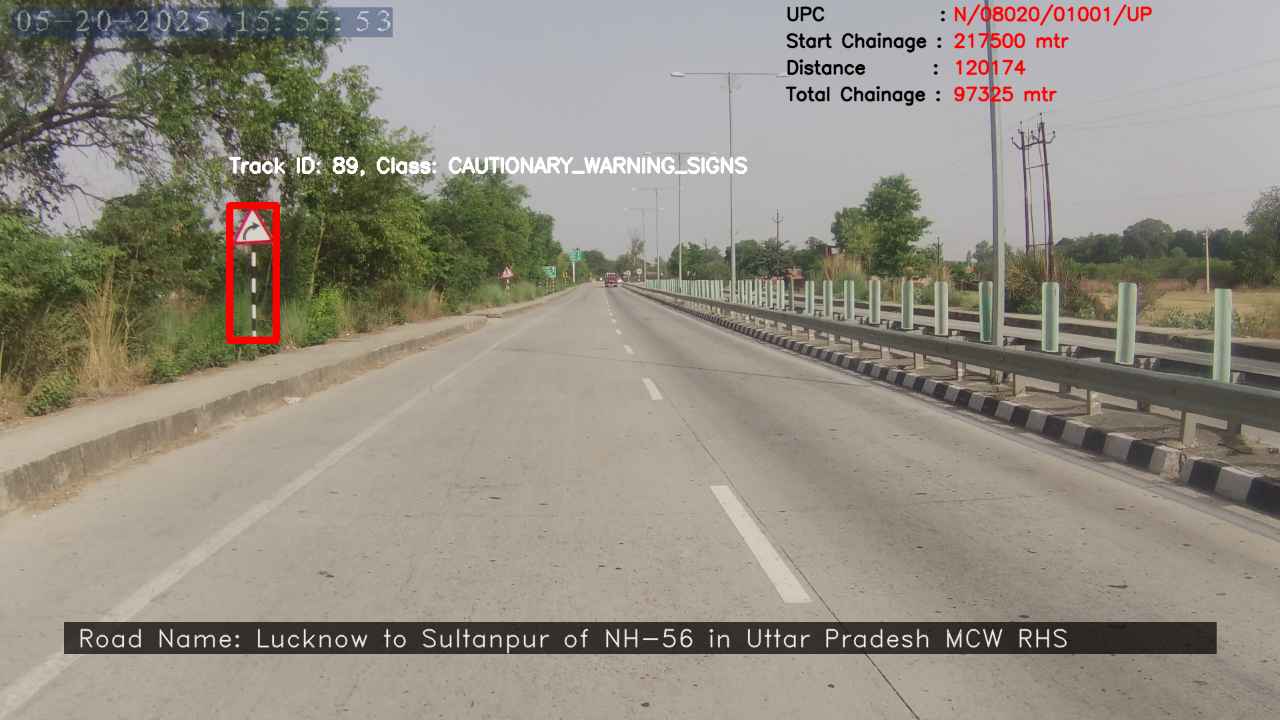 05-20-2025 15:55:53
UPC : N/08020/01001/UP
Start Chainage : 217500 mtr
Distance : 120174
Total Chainage : 97325 mtr
Track ID: 89, Class: CAUTIONARY_WARNING_SIGNS
Road Name: Lucknow to Sultanpur of NH-56 in Uttar Pradesh MCW RHS